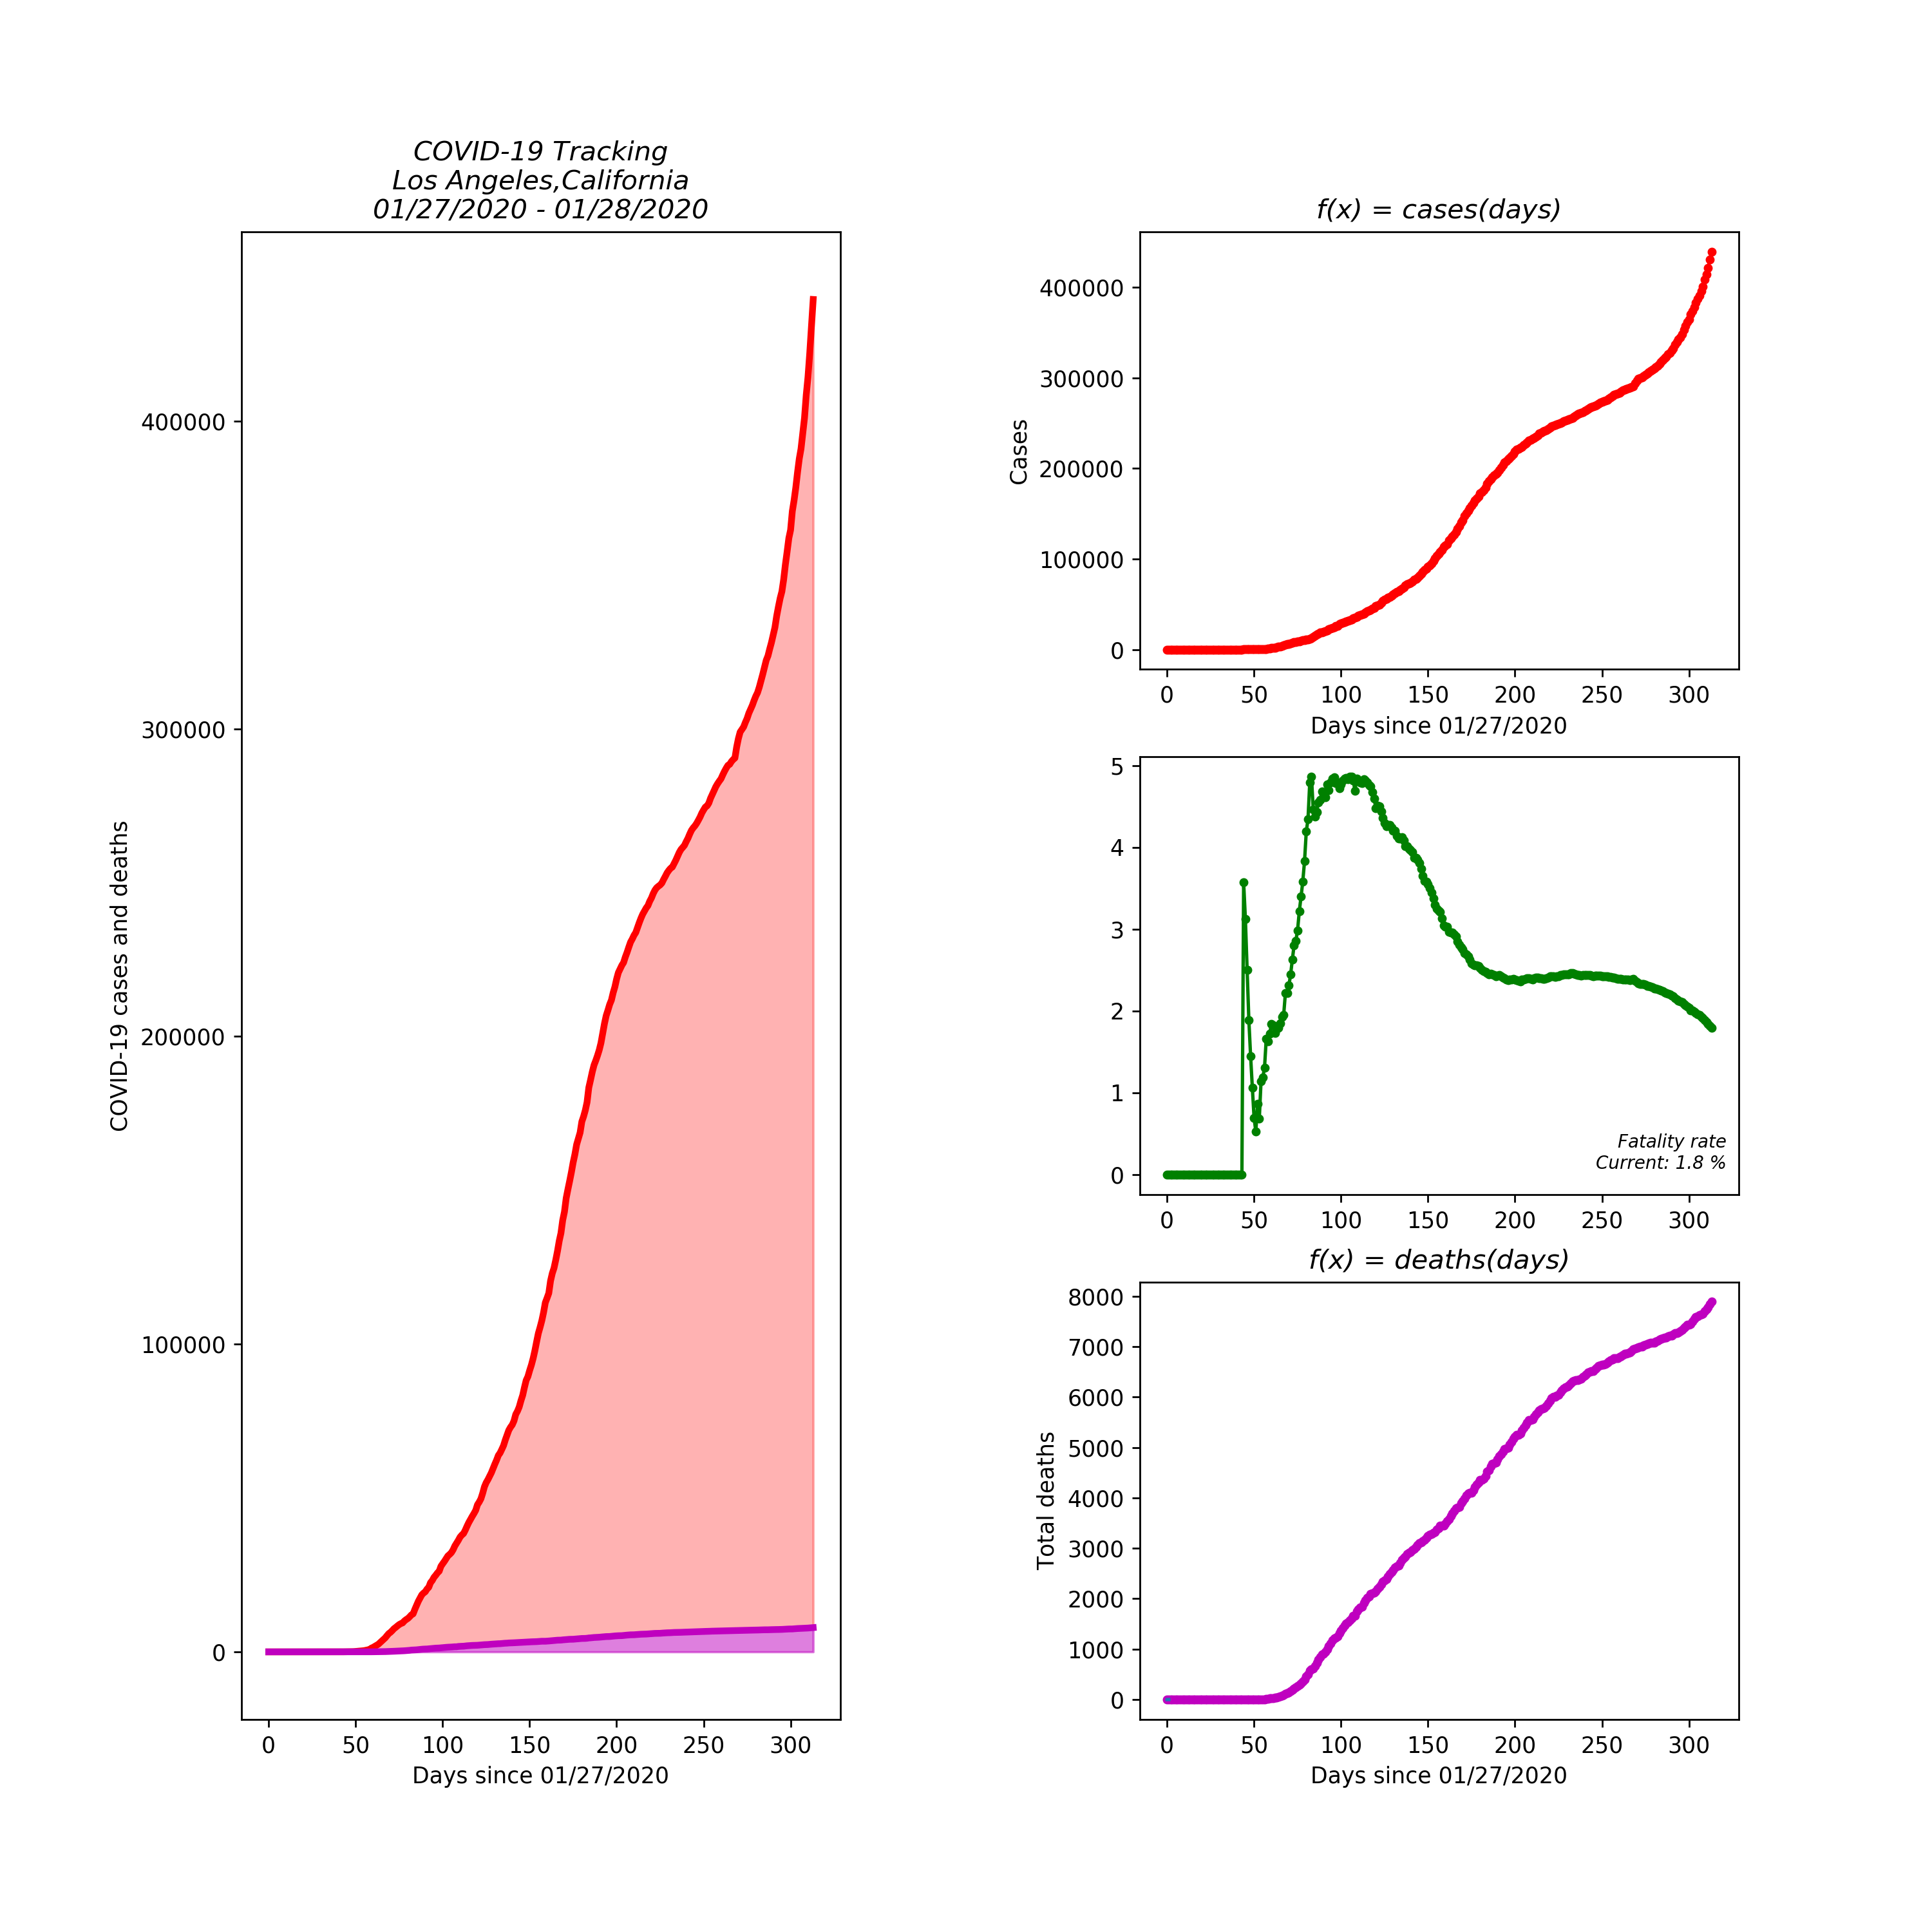 COVID-19 Tracking
Los Angeles,California
01/27/2020 - 01/28/2020
COVID-19 cases and deaths
400000
300000
200000
100000
0
0 50 100 150 200 250 300
Days since 01/27/2020
f(x) = cases(days)
Cases
400000
300000
200000
100000
0
0 50 100 150 200 250 300
Days since 01/27/2020
5
4
3
2
1
0
Fatality rate
Current: 1.8 %
0 50 100 150 200 250 300
f(x) = deaths(days)
Total deaths
8000
7000
6000
5000
4000
3000
2000
1000
0
0 50 100 150 200 250 300
Days since 01/27/2020